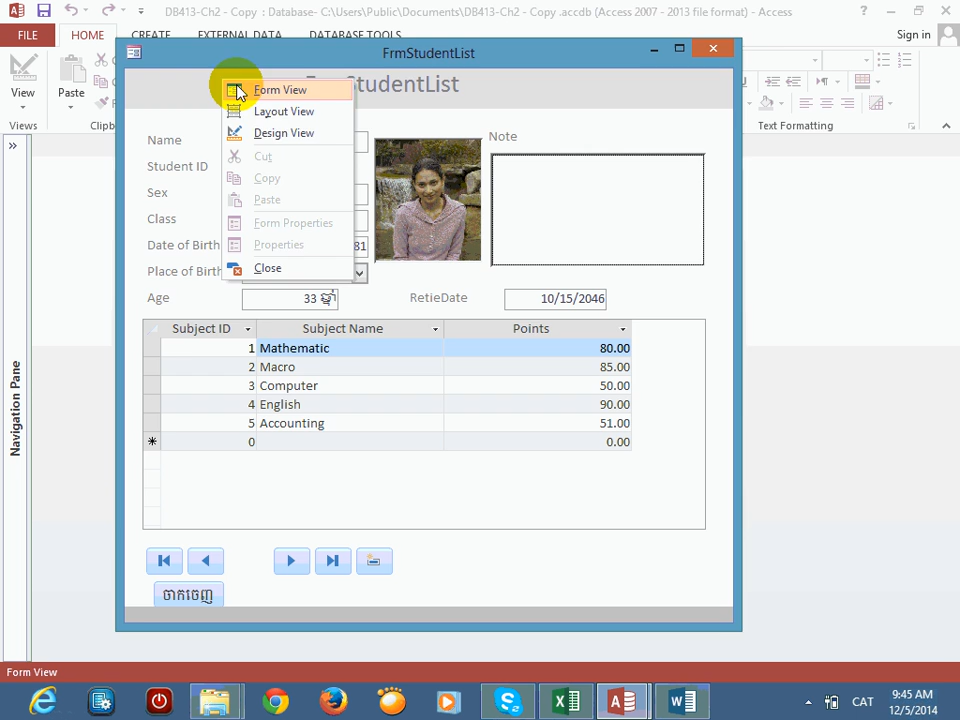 DB413-Ch2 - Copy : Database- C:\Users\Public\Documents\DB413-Ch2 - Copy .accdb (Access 2007 - 2013 file format) - Access
FILE HOME CREATE EXTERNAL DATA DATABASE TOOLS Sign in
View Paste
Views Text Formatting
FrmStudentList
Form View
Layout View
Design View
Cut
Copy
Paste
Form Properties
Properties
Close
Name
Student ID
Sex
Class
Date of Birth 81
Place of Birth
Age 33 ឆ្នាំ RetieDate 10/15/2046
Note
Subject ID Subject Name Points
1 Mathematic 80.00
2 Macro 85.00
3 Computer 50.00
4 English 90.00
5 Accounting 51.00
0 0.00
ចាកចេញ
Navigation Pane
Form View
CAT
9:45 AM
12/5/2014